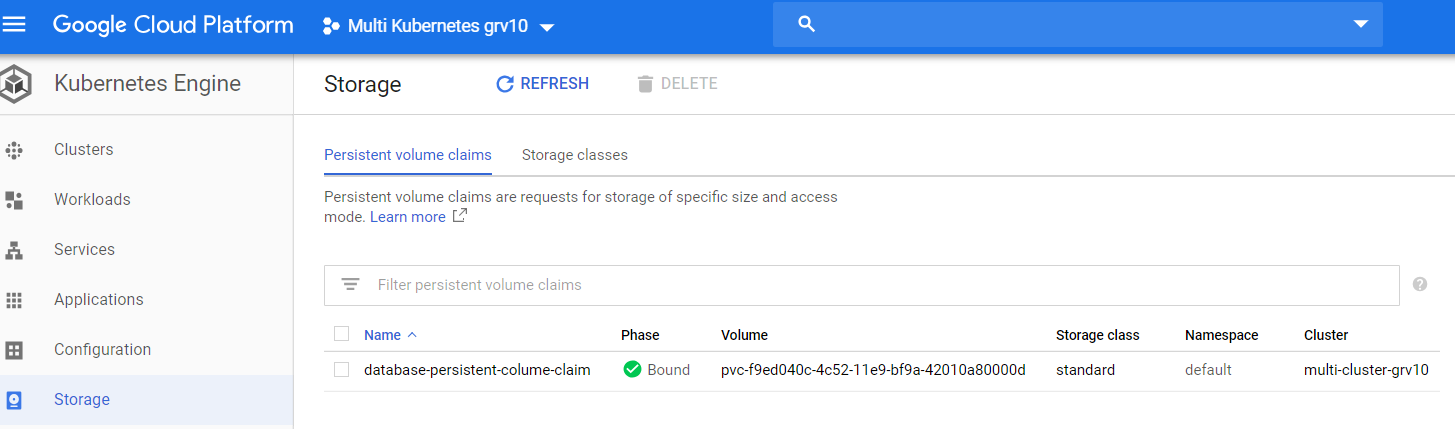 Google Cloud Platform
Multi Kubernetes grv10
Kubernetes Engine
Storage
REFRESH
DELETE
Clusters
Workloads
Services
Applications
Configuration
Storage
Persistent volume claims
Storage classes
Persistent volume claims are requests for storage of specific size and access
mode. Learn more
Filter persistent volume claims
?
Name Phase Volume Storage class Namespace Cluster
database-persistent-colume-claim Bound pvc-f9ed040c-4c52-11e9-bf9a-42010a80000d standard default multi-cluster-grv10